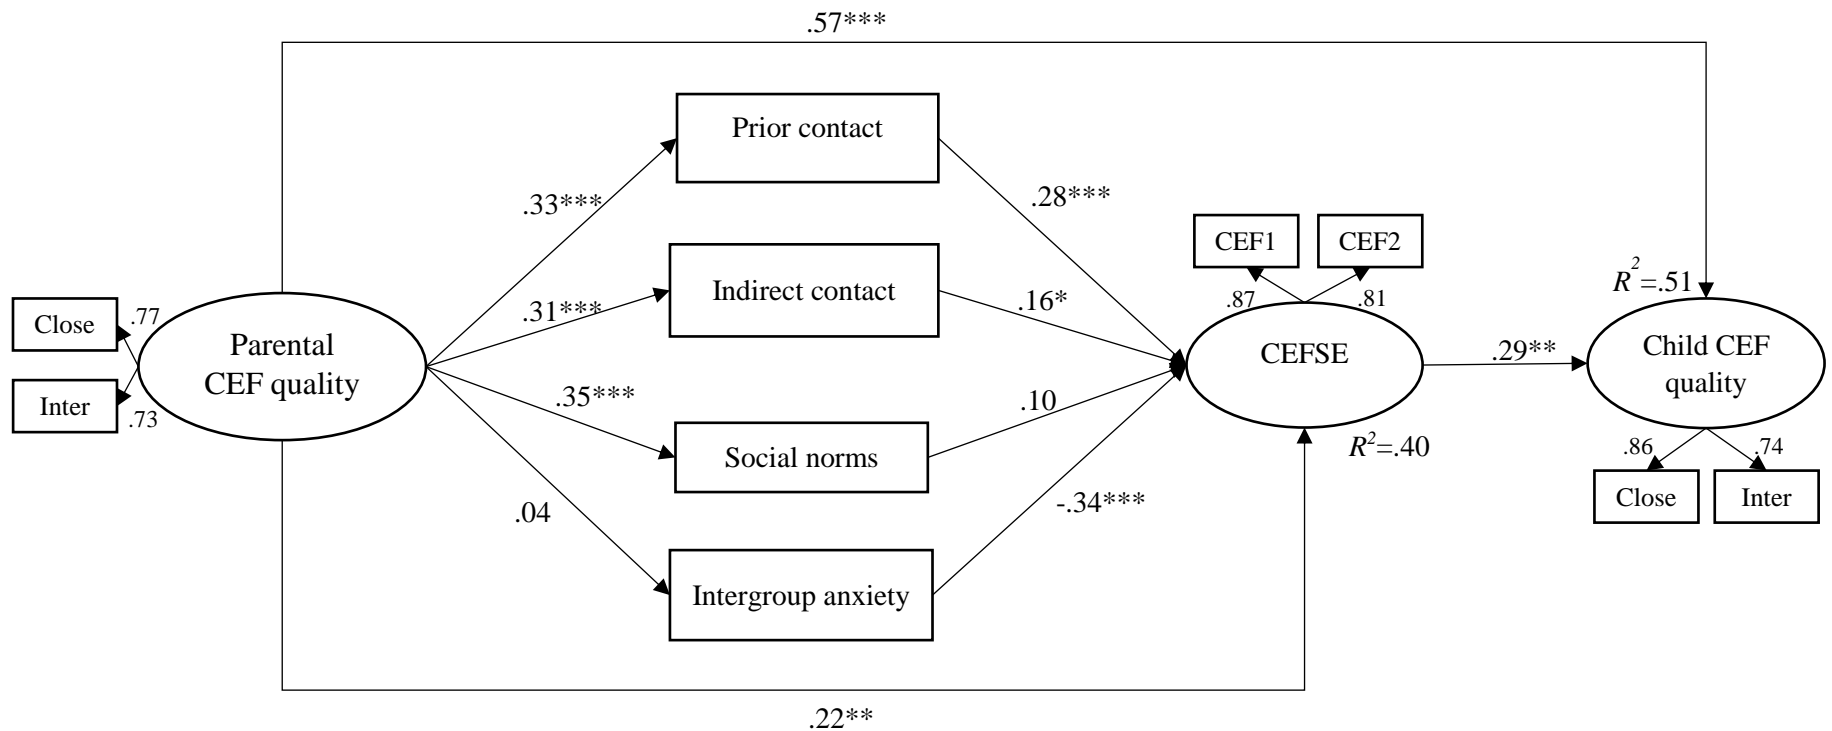 .57***
Prior contact
.33***
.28***
CEF1
CEF2
Indirect contact
.87
.81
R²=.51
Close
.77
.31***
.16*
Parental
CEF quality
CEFSE
.29**
Child CEF
quality
Inter
.73
.35***
.10
Social norms
R²=.40
.86
.74
.04
-.34***
Close
Inter
Intergroup anxiety
.22**